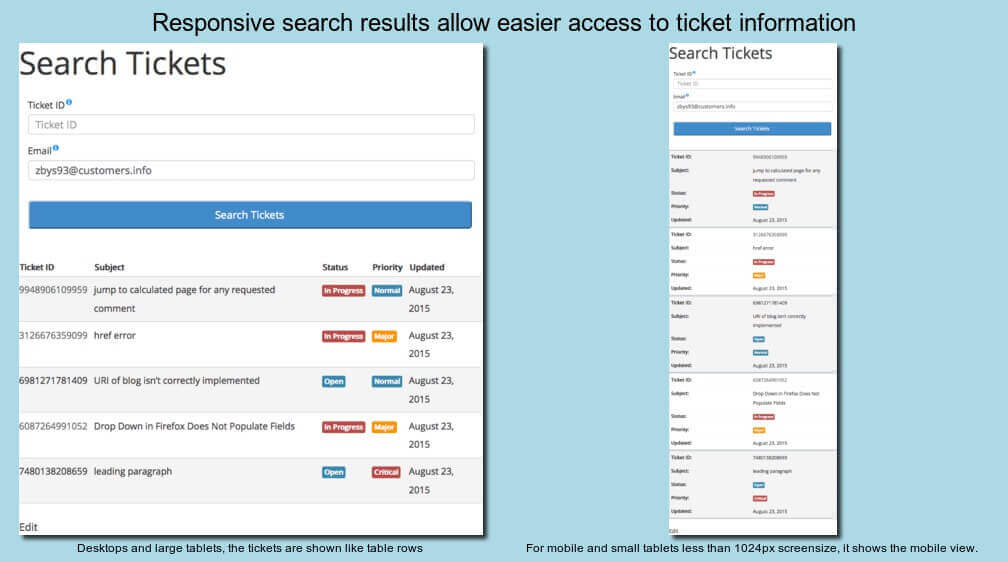 Responsive search results allow easier access to ticket information
Search Tickets
Ticket ID
Ticket ID
Email
zbys93@customers.info
Search Tickets
Ticket ID Subject Status Priority Updated
9948906109959 jump to calculated page for any requested In Progress Normal August 23,
comment 2015
3126676359099 href error In Progress Major August 23,
2015
6981271781409 URI of blog isn't correctly implemented Open Normal August 23,
2015
6087264991052 Drop Down in Firefox Does Not Populate Fields In Progress Major August 23,
2015
7480138208659 leading paragraph Open Critical August 23,
2015
Edit
Desktops and large tablets, the tickets are shown like table rows
Search Tickets
Ticket ID
Ticket ID
Email
zbys93@customers.info
Search Tickets
Ticket ID: 9948906109959
Subject: jump to calculated page for any
requested comment
Status: In Progress
Priority: Normal
Updated: August 23, 2015
Ticket ID: 3126676359099
Subject: href error
Status: In Progress
Priority: Major
Updated: August 23, 2015
Ticket ID: 6981271781409
Subject: URI of blog isn't correctly
implemented
Status: Open
Priority: Normal
Updated: August 23, 2015
Ticket ID: 6087264991052
Subject: Drop Down in Firefox Does Not
Populate Fields
Status: In Progress
Priority: Major
Updated: August 23, 2015
Ticket ID: 7480138208659
Subject: leading paragraph
Status: Open
Priority: Critical
Updated: August 23, 2015
Edit
For mobile and small tablets less than 1024px screensize, it shows the mobile view.